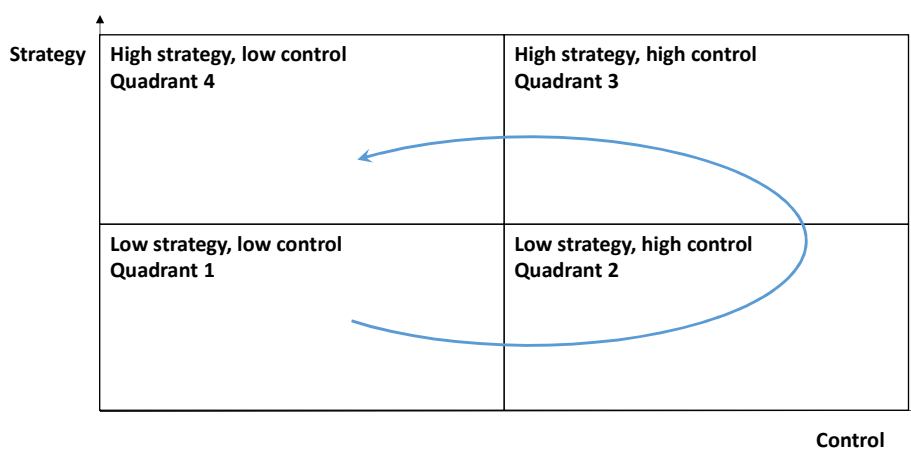 Strategy
High strategy, low control
Quadrant 4
High strategy, high control
Quadrant 3
Low strategy, low control
Quadrant 1
Low strategy, high control
Quadrant 2
Control